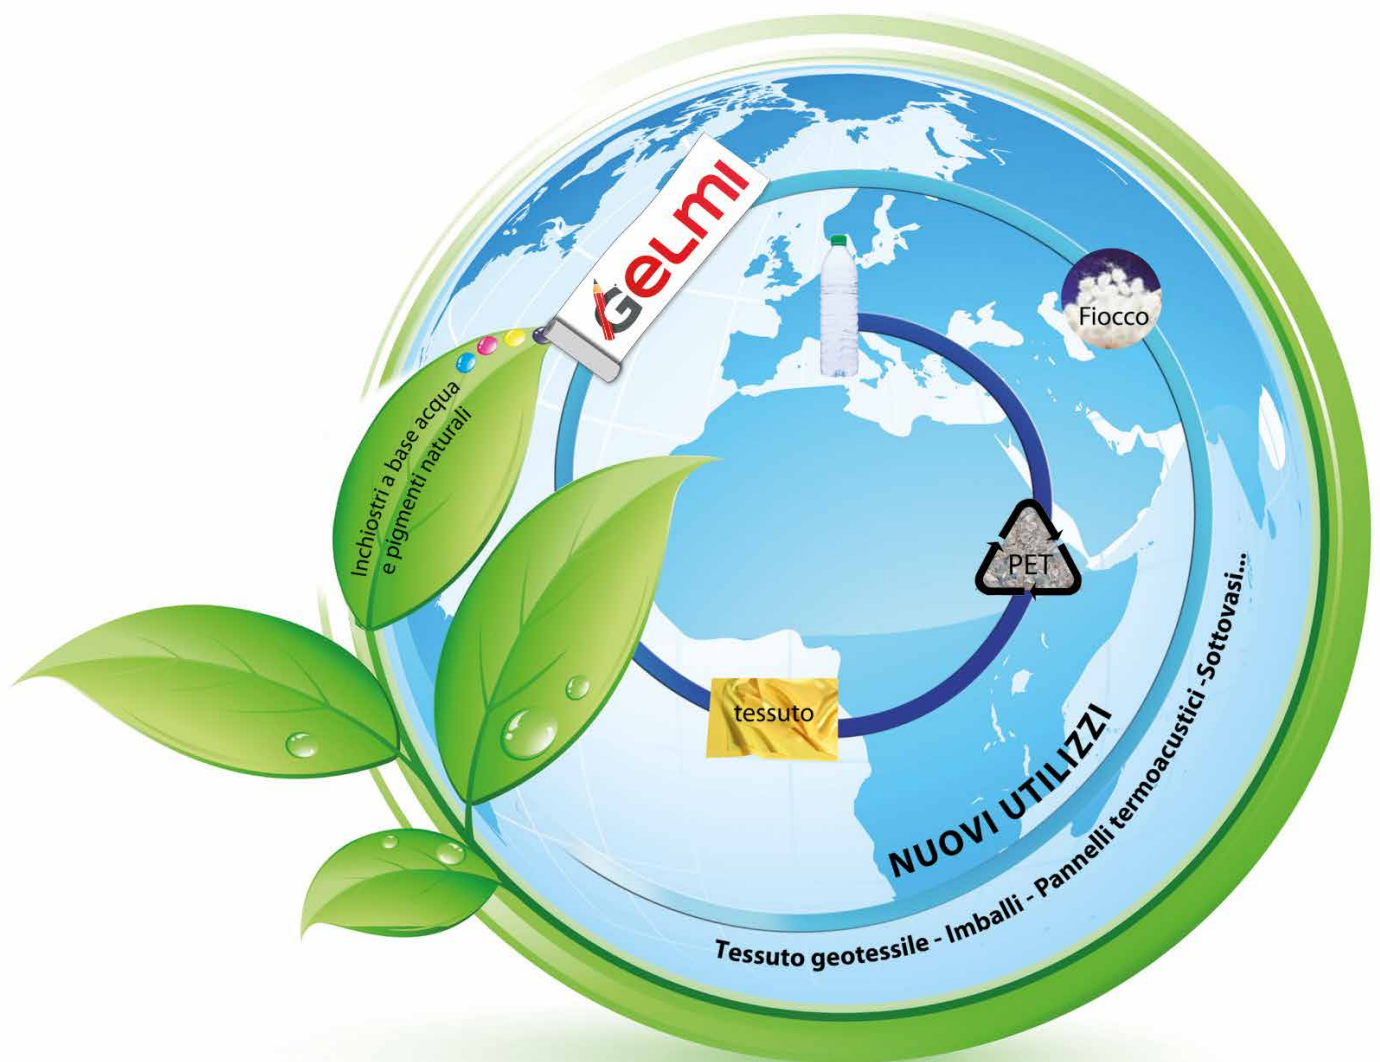 GeLmi
Fiocco
Inchiostri a base acqua
e pigmenti naturali
PET
tessuto
NUOVI UTILIZZI
Tessuto geotessile - Imballi - Pannelli termoacustici -Sottovasi...